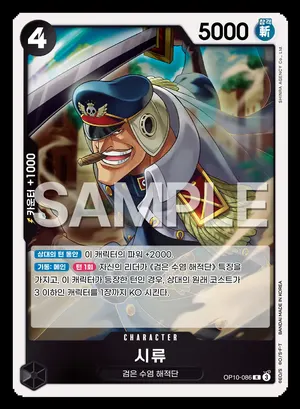 4
5000
참격
斬
카운터 +1000
SAMPLE
상대의 턴 동안 이 캐릭터의 파워 +2000.
기동: 메인 턴 1회 자신의 리더가 《검은 수염 해적단》 특징을
가지고, 이 캐릭터가 등장한 턴인 경우, 상대의 원래 코스트가
3 이하인 캐릭터를 1장까지 KO 시킨다.
CHARACTER
시류
검은 수염 해적단
OP10-086 R 3